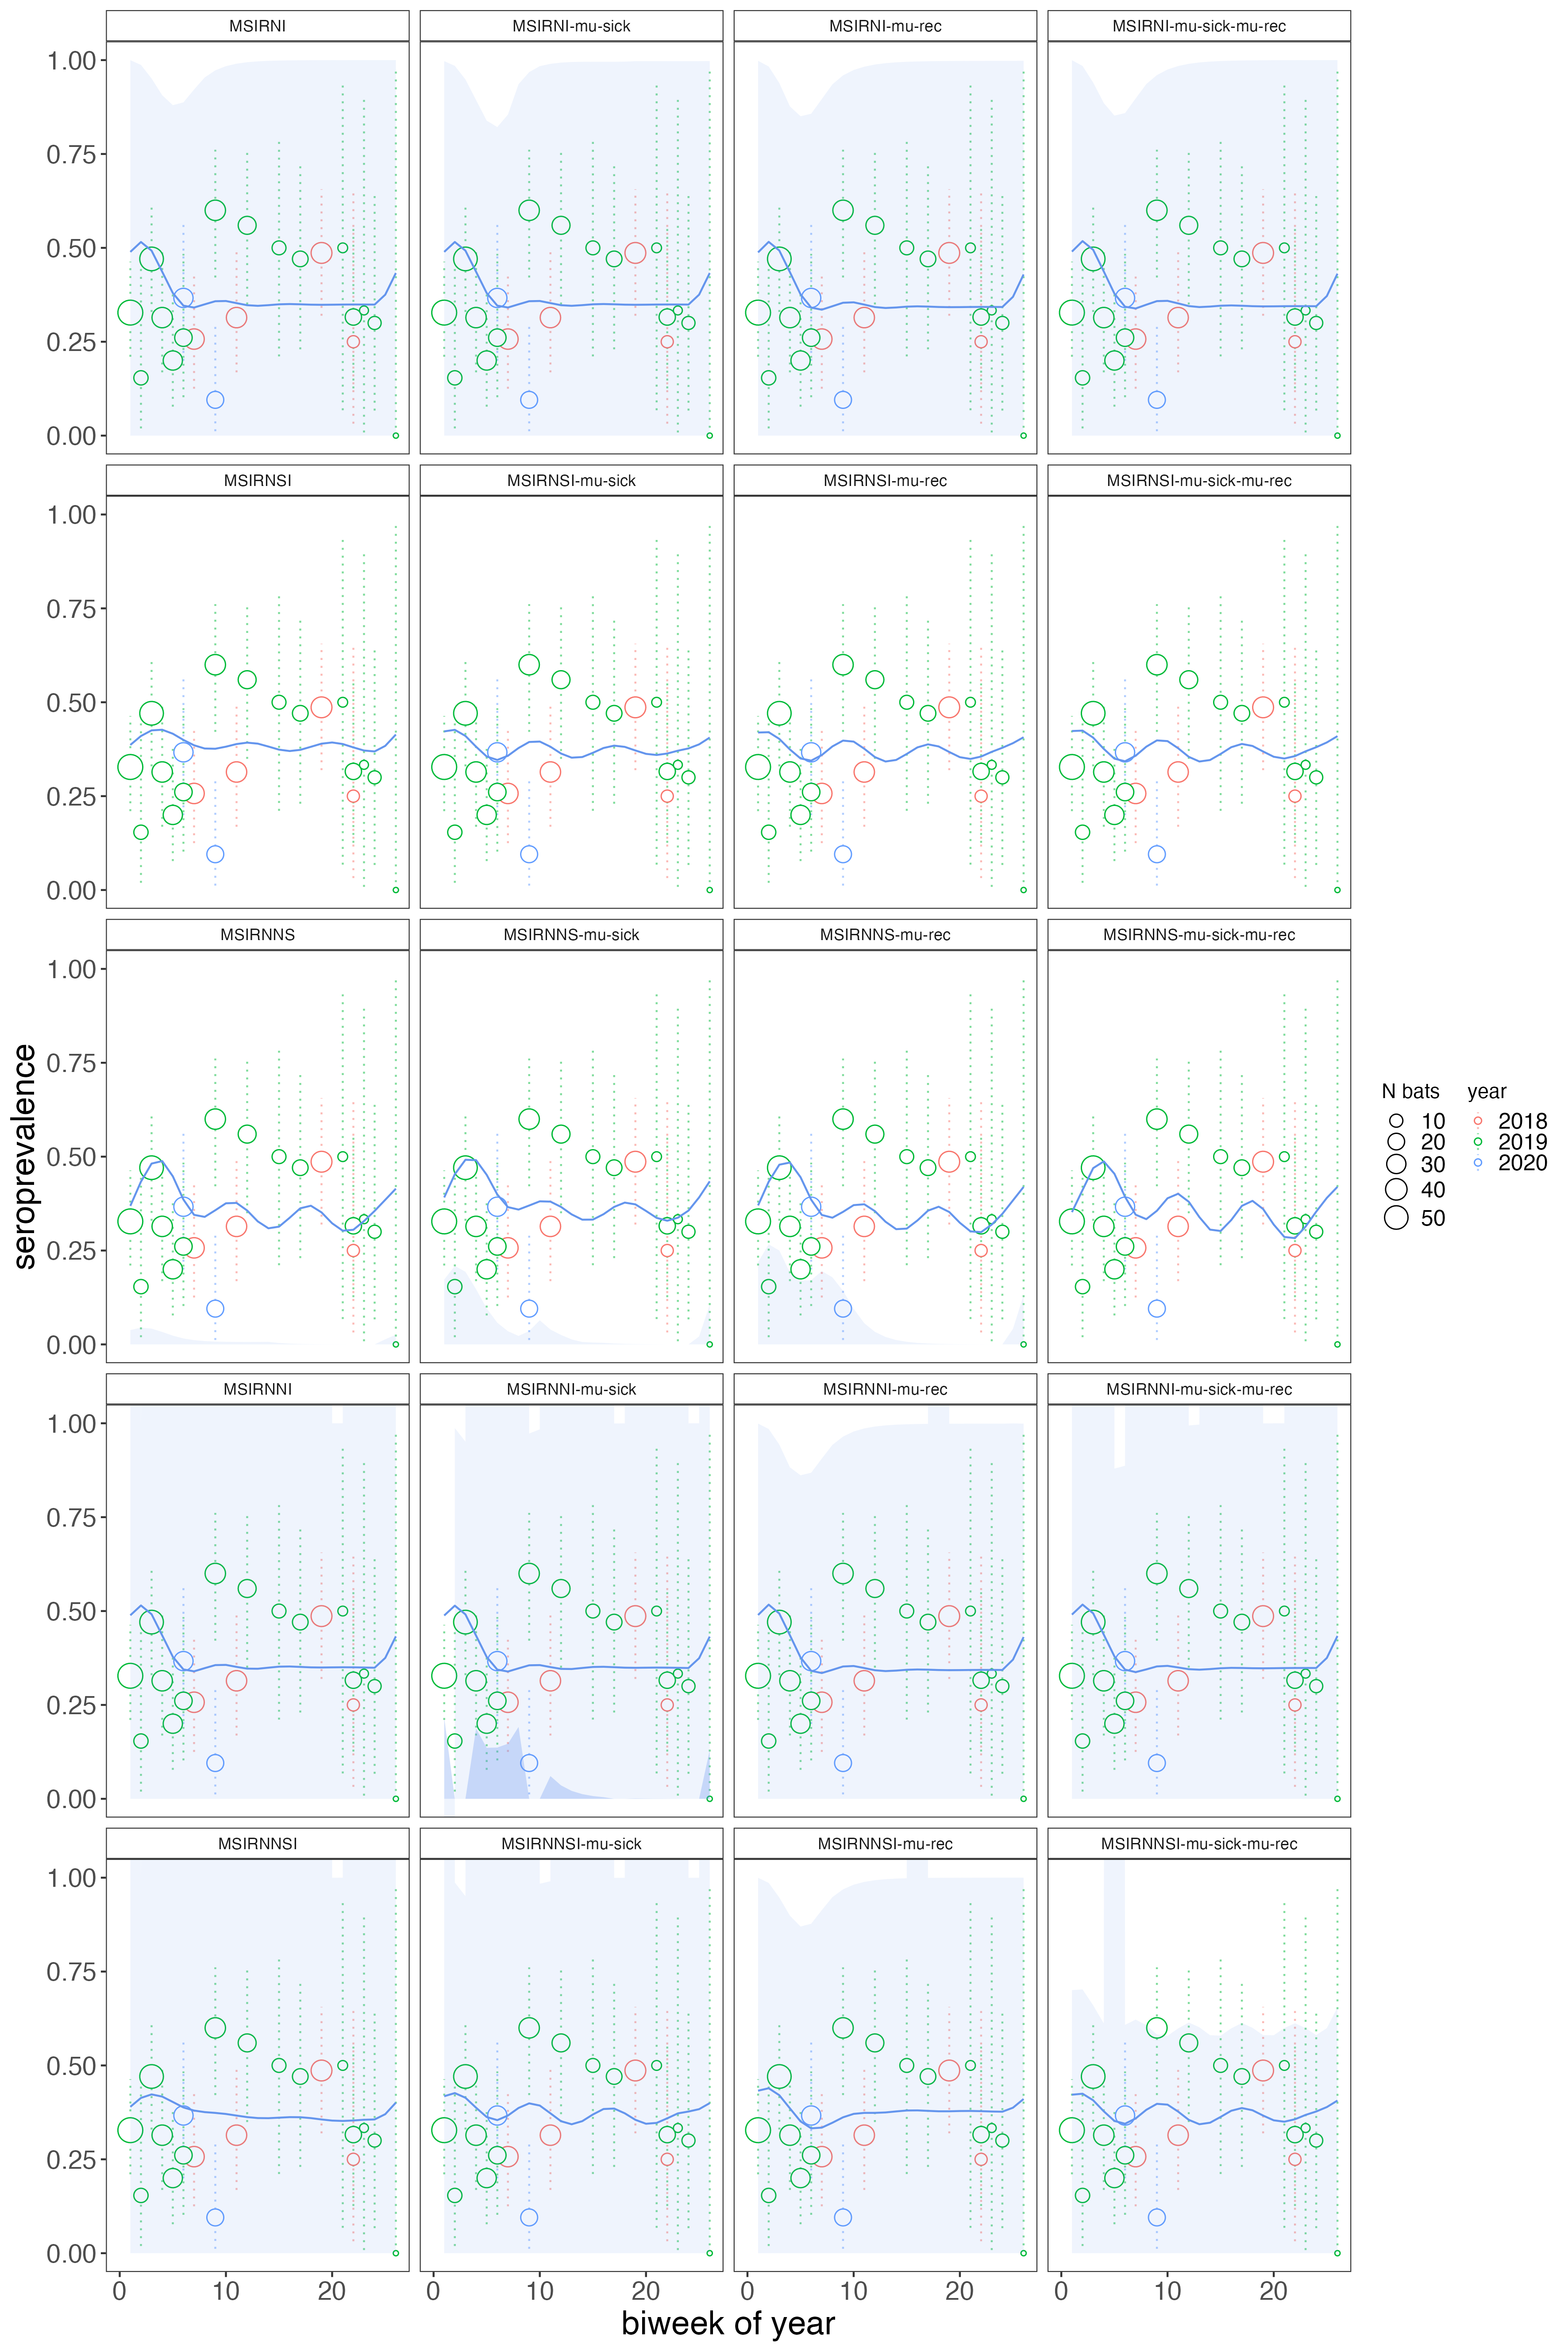 MSIRNI
MSIRNI-mu-sick
MSIRNI-mu-rec
MSIRNI-mu-sick-mu-rec
1.00
0.75
0.50
0.25
0.00
MSIRNSI
MSIRNSI-mu-sick
MSIRNSI-mu-rec
MSIRNSI-mu-sick-mu-rec
1.00
0.75
0.50
0.25
0.00
MSIRNNS
MSIRNNS-mu-sick
MSIRNNS-mu-rec
MSIRNNS-mu-sick-mu-rec
1.00
0.75
0.50
0.25
0.00
MSIRNNI
MSIRNNI-mu-sick
MSIRNNI-mu-rec
MSIRNNI-mu-sick-mu-rec
1.00
0.75
0.50
0.25
0.00
MSIRNNSI
MSIRNNSI-mu-sick
MSIRNNSI-mu-rec
MSIRNNSI-mu-sick-mu-rec
1.00
0.75
0.50
0.25
0.00
0 10 20
0 10 20
0 10 20
0 10 20
biweek of year
seroprevalence
N bats
10
20
30
40
50
year
2018
2019
2020